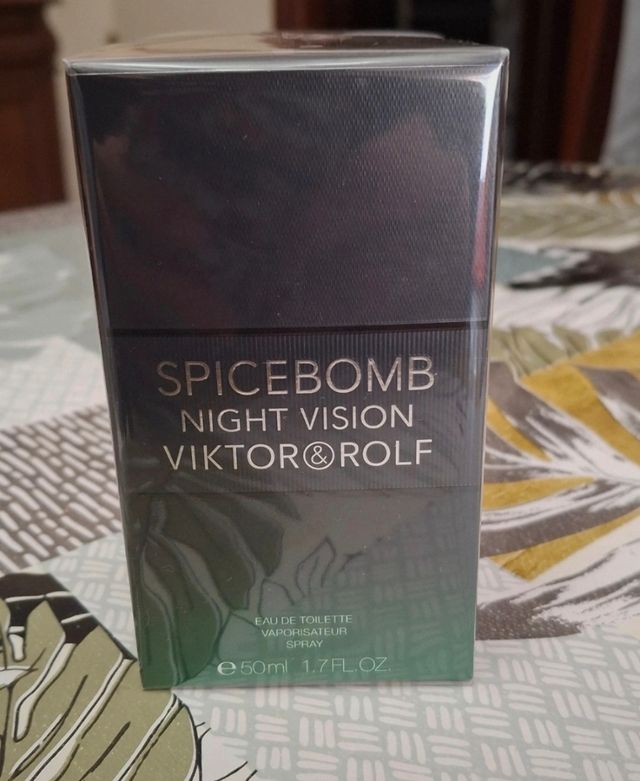 SPICEBOMB
NIGHT VISION
VIKTOR&ROLF
EAU DE TOILETTE
VAPORISATEUR
SPRAY
℮50ml 1.7FL.OZ.